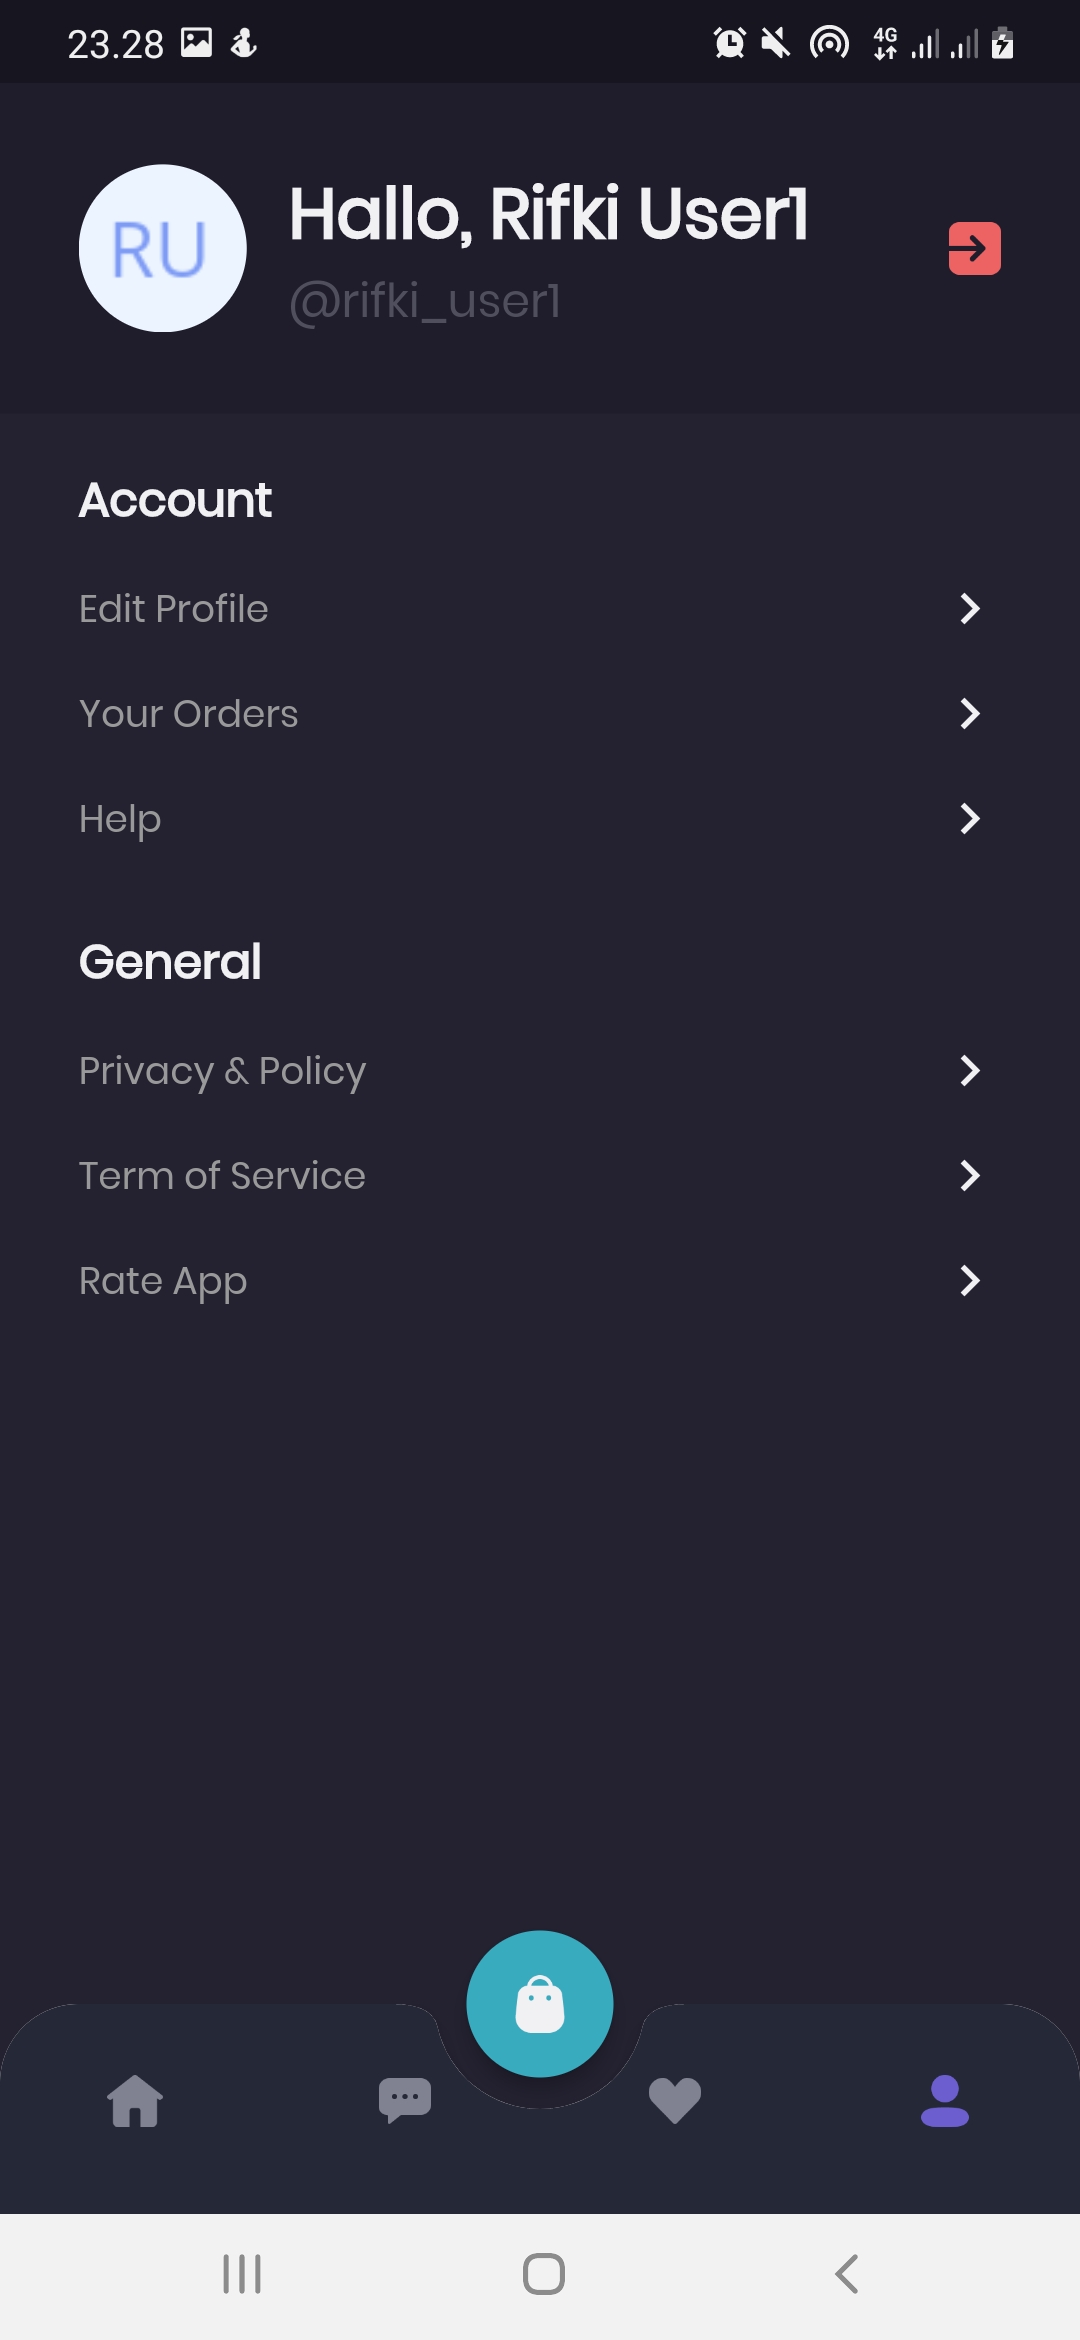 23.28
4G
RU
Hallo, Rifki User1
@rifki_user1
Account
Edit Profile
Your Orders
Help
General
Privacy & Policy
Term of Service
Rate App